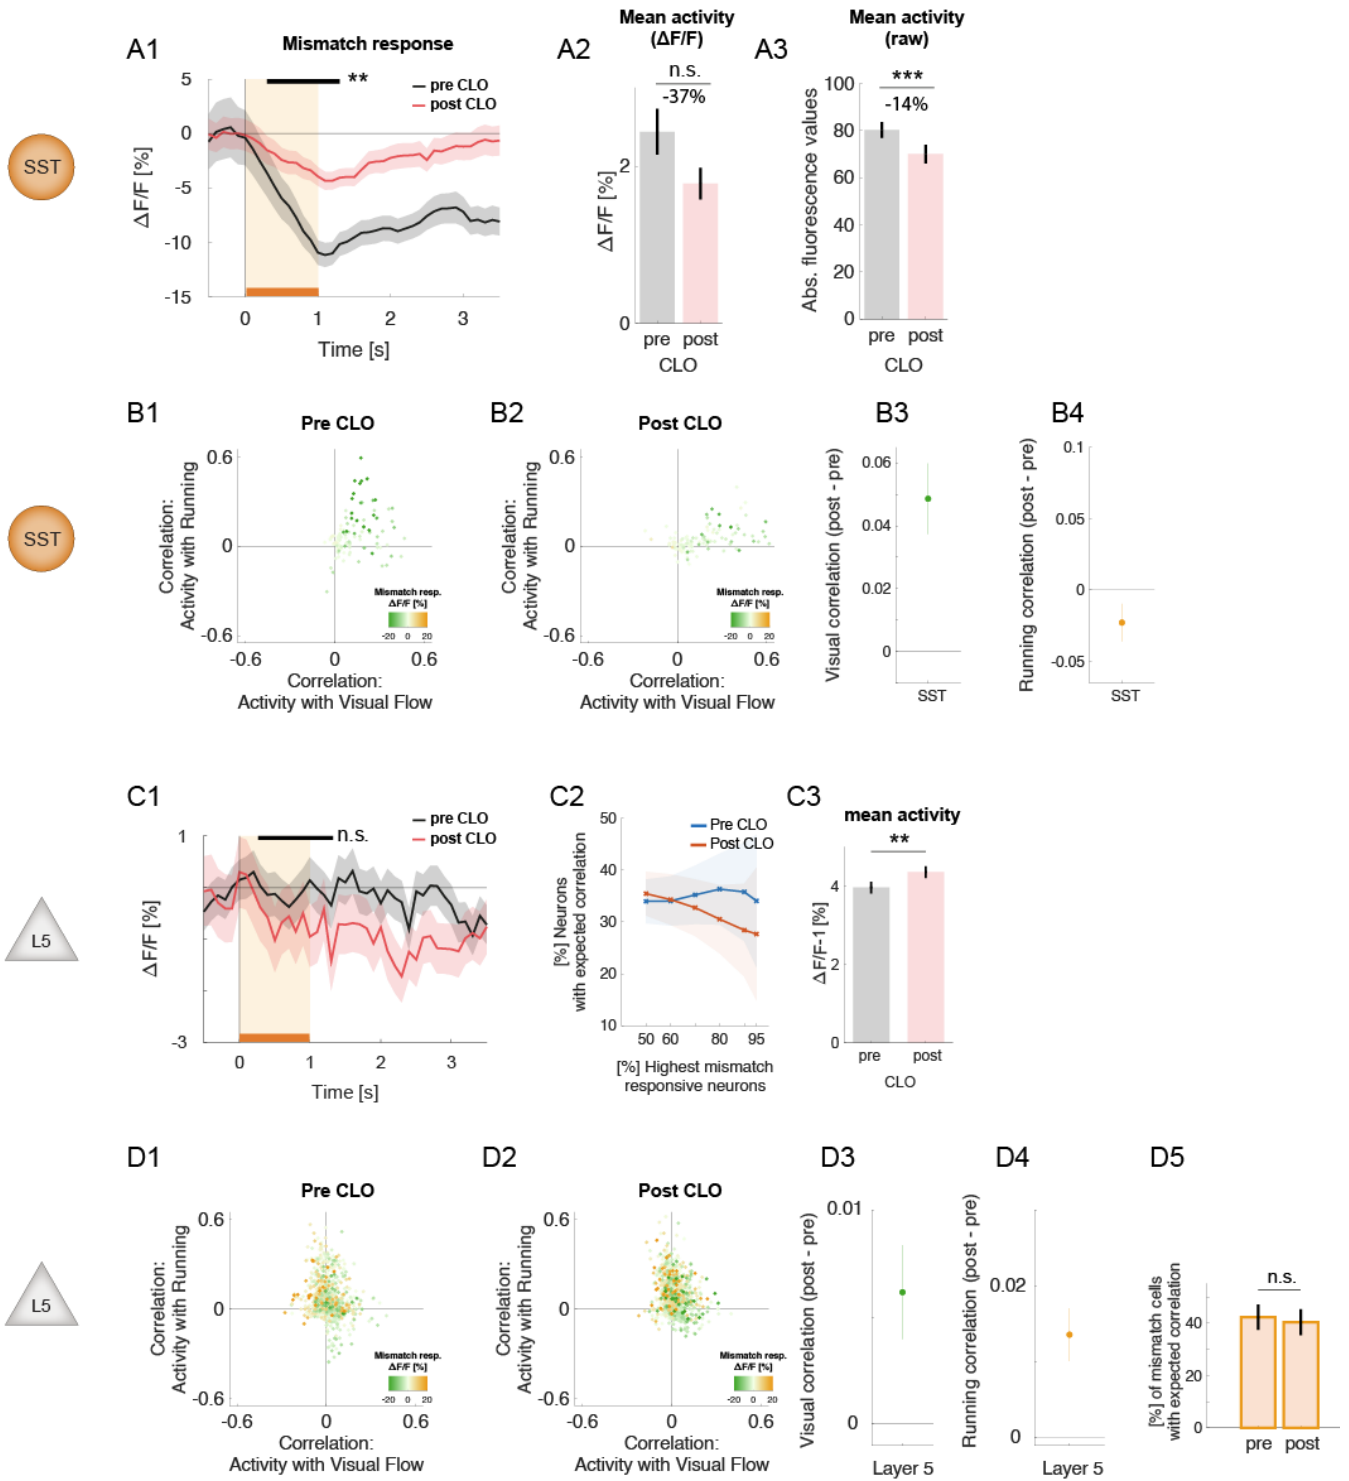 A1
Mismatch response
**
pre CLO
post CLO
5
0
-5
-10
-15
ΔF/F [%]
0
1
2
3
Time [s]
SST
A2
Mean activity
(ΔF/F)
n.s.
-37%
2
0
ΔF/F [%]
pre
post
CLO
A3
Mean activity
(raw)
***
-14%
100
80
60
40
20
0
Abs. fluorescence values
pre
post
CLO
SST
B1
Pre CLO
0.6
0
-0.6
Correlation:
Activity with Running
Mismatch resp.
ΔF/F [%]
-20 0 20
-0.6
0
0.6
Correlation:
Activity with Visual Flow
B2
Post CLO
0.6
0
-0.6
Correlation:
Activity with Running
Mismatch resp.
ΔF/F [%]
-20 0 20
-0.6
0
0.6
Correlation:
Activity with Visual Flow
B3
Visual correlation (post - pre)
0.06
0.04
0.02
0
SST
B4
Running correlation (post - pre)
0.1
0.05
0
-0.05
SST
L5
C1
1
-3
ΔF/F [%]
n.s.
pre CLO
post CLO
0
1
2
3
Time [s]
C2
50
40
30
20
10
[%] Neurons
with expected correlation
Pre CLO
Post CLO
50
60
80
95
[%] Highest mismatch
responsive neurons
C3
mean activity
**
4
2
0
ΔF/F-1 [%]
pre
post
CLO
L5
D1
Pre CLO
0.6
0
-0.6
Correlation:
Activity with Running
Mismatch resp.
ΔF/F [%]
-20 0 20
-0.6
0
0.6
Correlation:
Activity with Visual Flow
D2
Post CLO
0.6
0
-0.6
Correlation:
Activity with Running
Mismatch resp.
ΔF/F [%]
-20 0 20
-0.6
0
0.6
Correlation:
Activity with Visual Flow
D3
Visual correlation (post - pre)
0.01
0
Layer 5
D4
Running correlation (post - pre)
0.02
0
Layer 5
D5
[%] of mismatch cells
with expected correlation
n.s.
40
20
0
pre
post